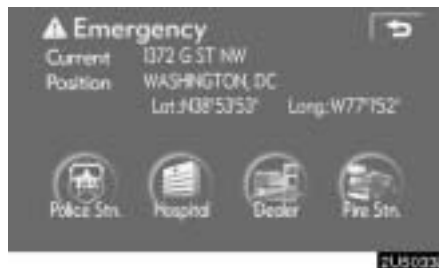 Emergency
Current 1372 G ST NW
Position WASHINGTON, DC
Lat.:N38°53'53" Long.:W77°1'52"
Police Stn. Hospital Dealer Fire Stn.
2U5033